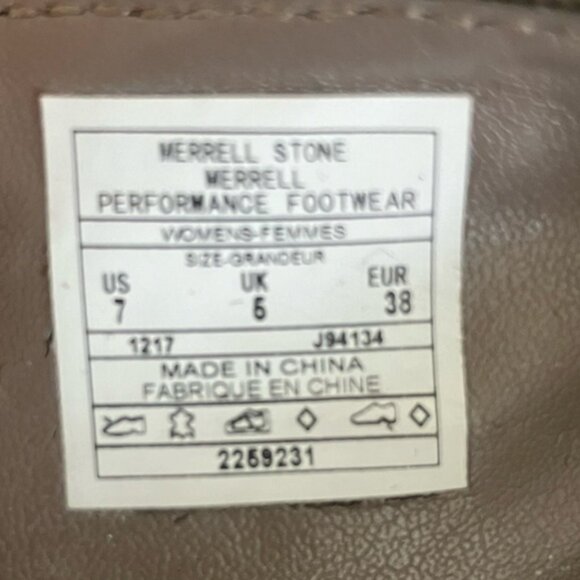 MERRELL STONE
MERRELL
PERFORMANCE FOOTWEAR
WOMENS-FEMMES
SIZE-GRANDEUR
US UK EUR
7 5 38
1217 J94134
MADE IN CHINA
FABRIQUE EN CHINE
2259231